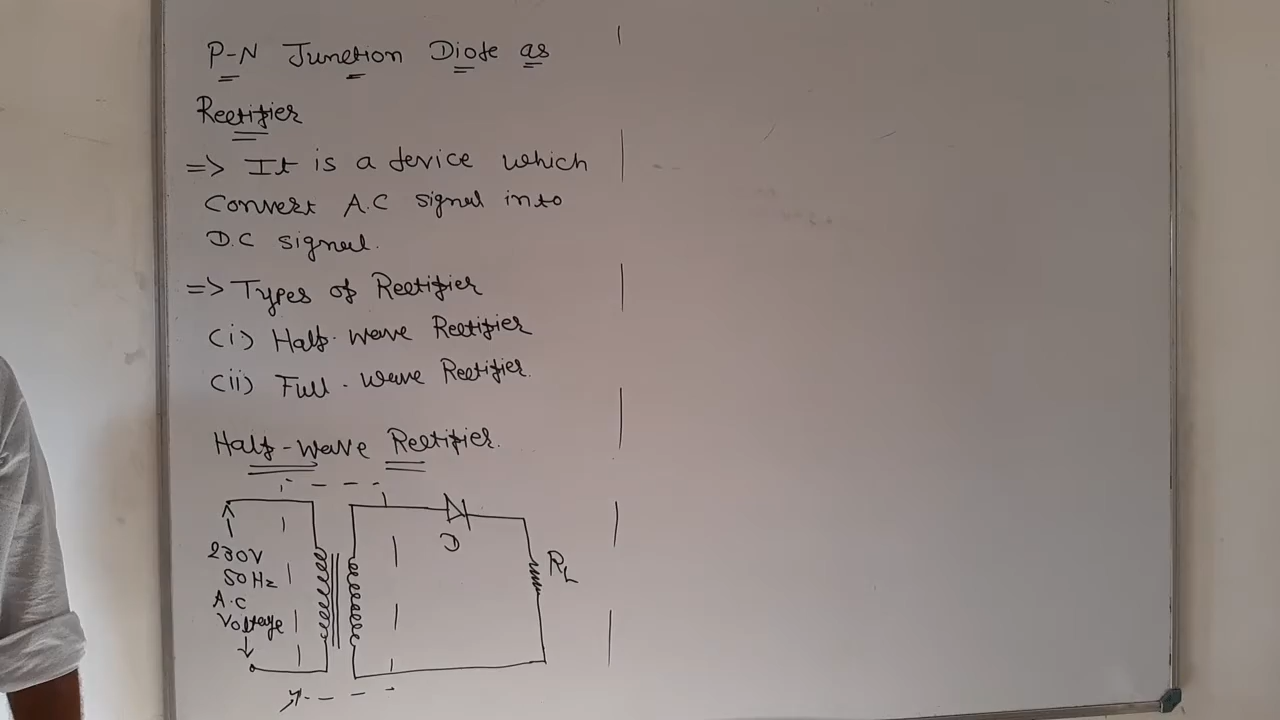 P-N Junction Diode as
Rectifier
=> It is a device which
Convert A.C signal into
D.C signal.
=> Types of Rectifier
(i) Half-wave Rectifier
(ii) Full-wave Rectifier.
Half-wave Rectifier.
D
230V
50Hz
A.C
Voltage
RL